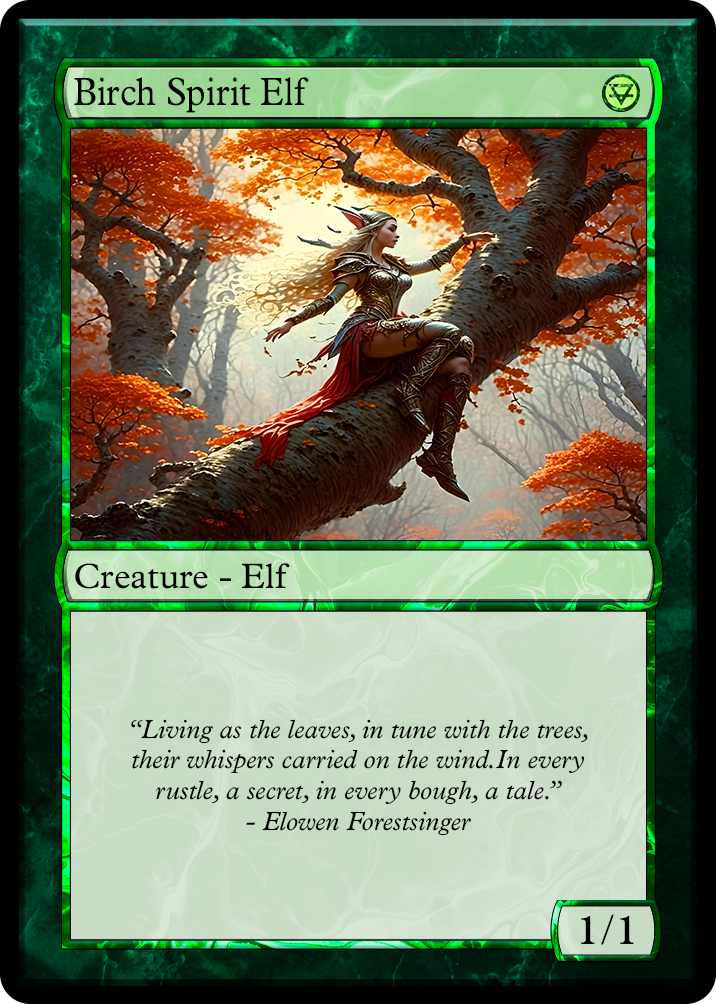 Birch Spirit Elf
Creature - Elf
“Living as the leaves, in tune with the trees,
their whispers carried on the wind.In every
rustle, a secret, in every bough, a tale.”
- Elowen Forestsinger
1/1